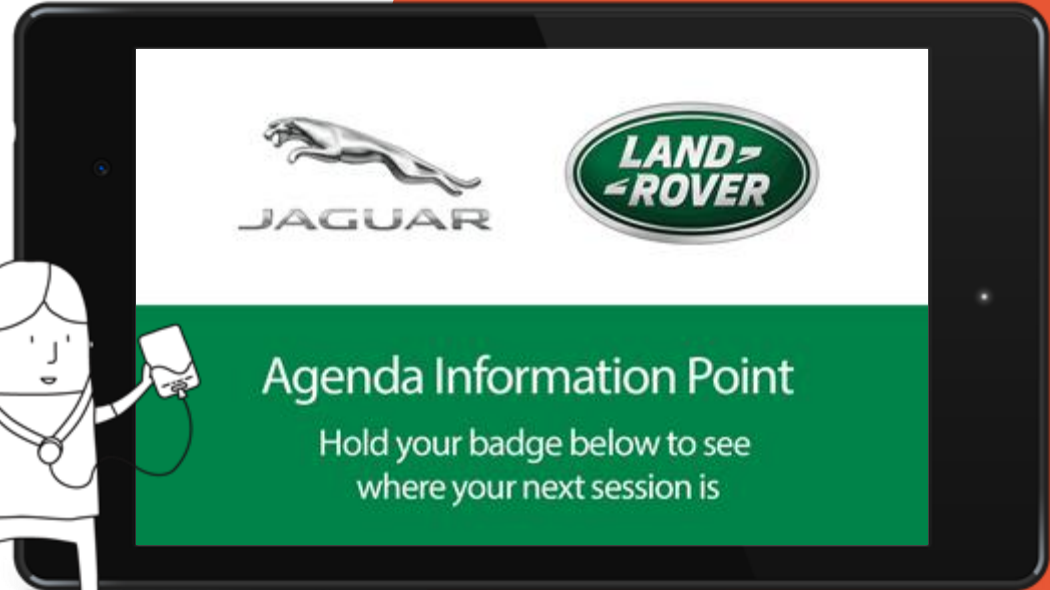 JAGUAR
LAND
ROVER
Agenda Information Point
Hold your badge below to see
where your next session is